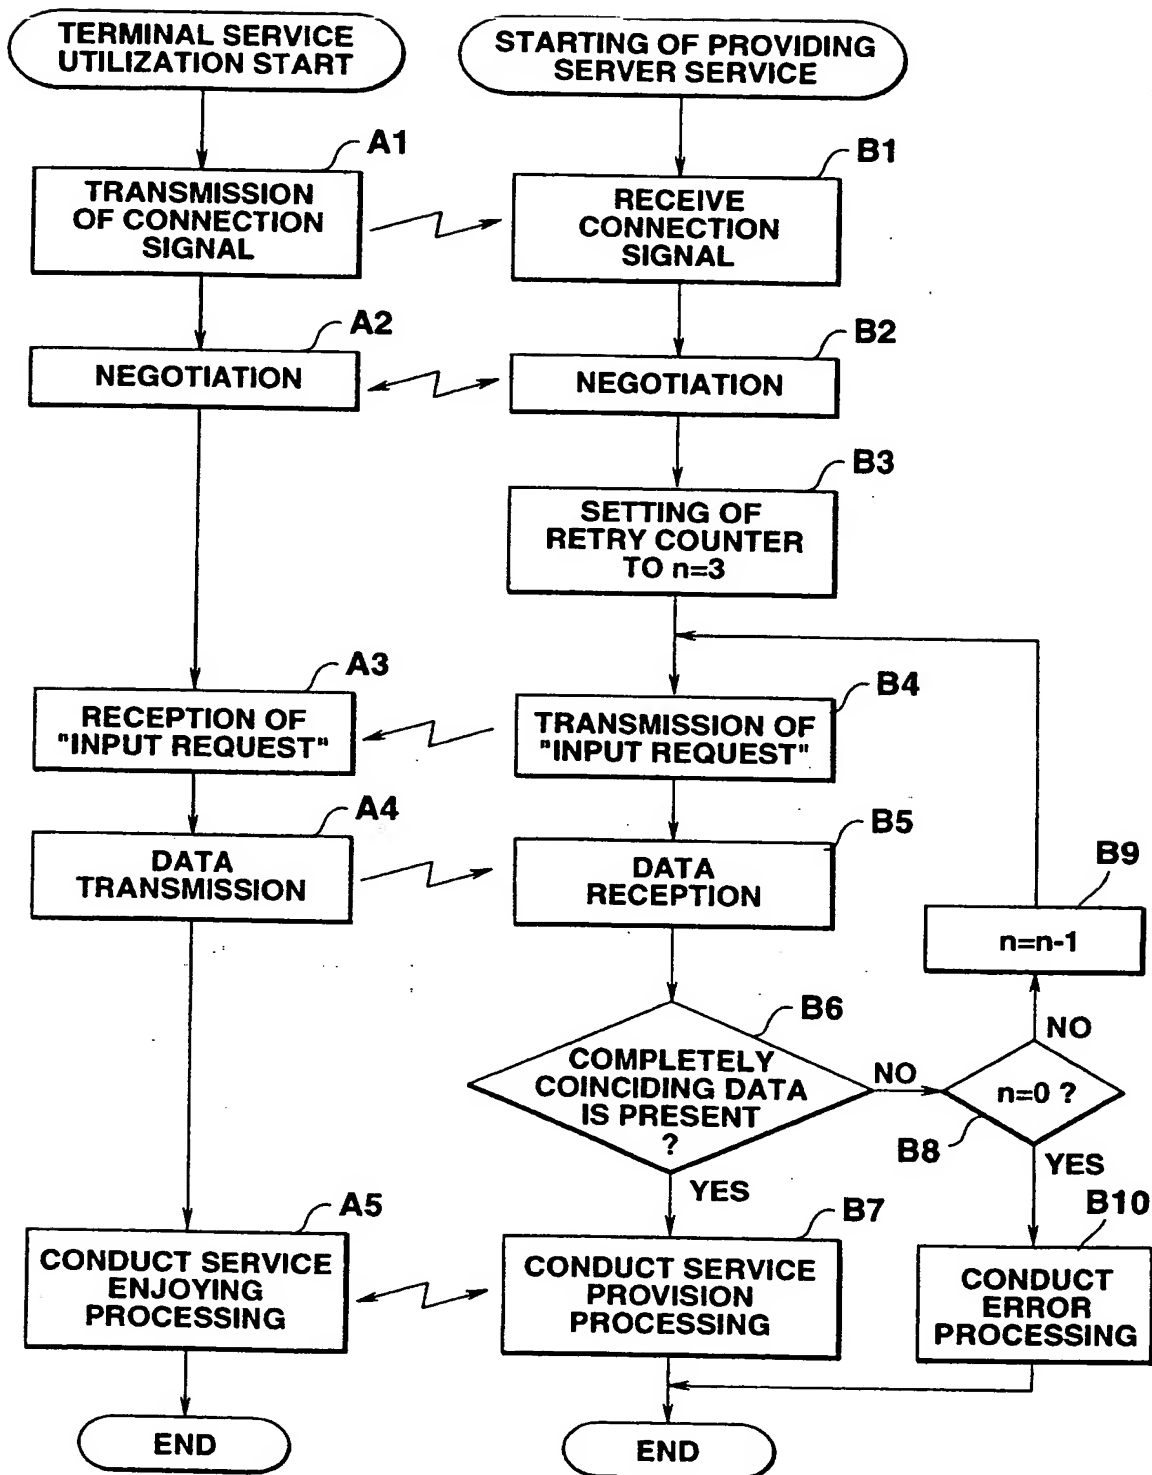 TERMINAL SERVICE
UTILIZATION START
STARTING OF PROVIDING
SERVER SERVICE
A1
TRANSMISSION
OF CONNECTION
SIGNAL
B1
RECEIVE
CONNECTION
SIGNAL
A2
NEGOTIATION
B2
NEGOTIATION
B3
SETTING OF
RETRY COUNTER
TO n=3
A3
RECEPTION OF
"INPUT REQUEST"
B4
TRANSMISSION OF
"INPUT REQUEST"
A4
DATA
TRANSMISSION
B5
DATA
RECEPTION
B9
n=n-1
B6
COMPLETELY
COINCIDING DATA
IS PRESENT
?
NO
NO
n=0 ?
B8
YES
YES
A5
CONDUCT SERVICE
ENJOYING
PROCESSING
B7
CONDUCT SERVICE
PROVISION
PROCESSING
B10
CONDUCT
ERROR
PROCESSING
END
END